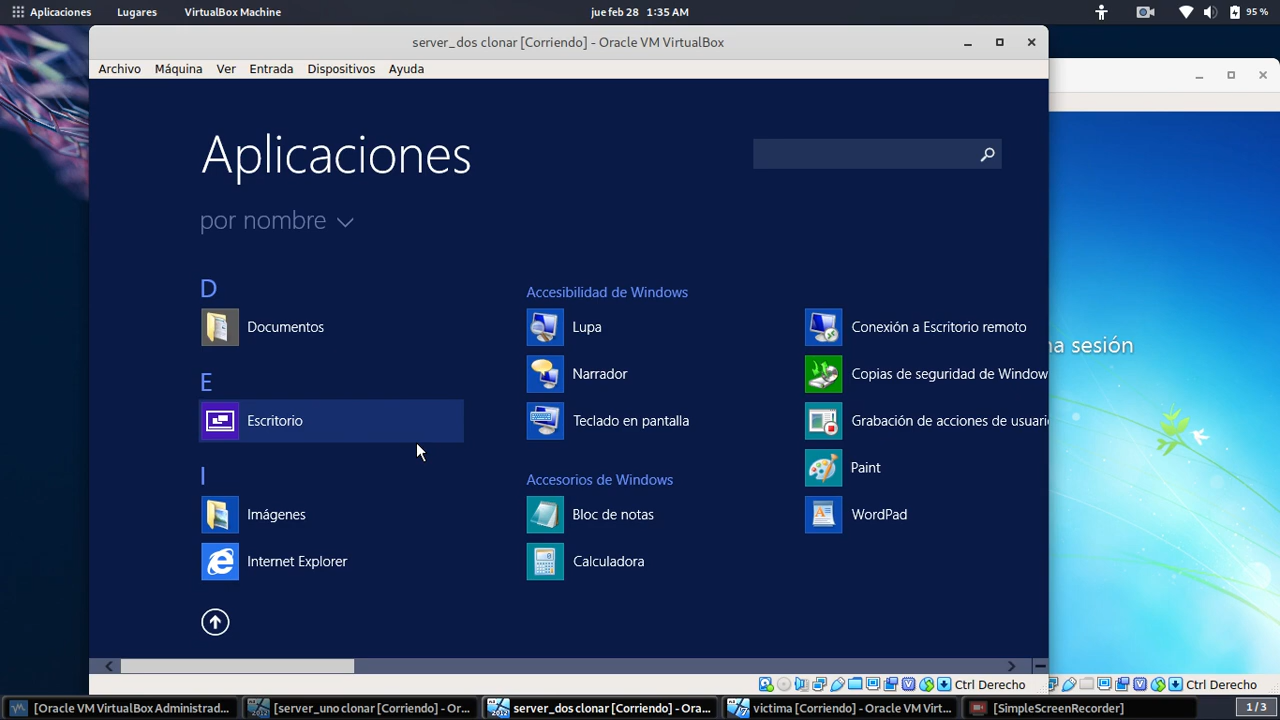 Aplicaciones Lugares VirtualBox Machine jue feb 28 1:35 AM 95 %
server_dos clonar [Corriendo] - Oracle VM VirtualBox
Archivo Máquina Ver Entrada Dispositivos Ayuda
Aplicaciones
por nombre
D
Documentos
E
Escritorio
I
Imágenes
Internet Explorer
Accesibilidad de Windows
Lupa
Narrador
Teclado en pantalla
Accesorios de Windows
Bloc de notas
Calculadora
Conexión a Escritorio remoto
Copias de seguridad de Window
Grabación de acciones de usuari
Paint
WordPad
na sesión
Ctrl Derecho
Ctrl Derecho
[Oracle VM VirtualBox Administrad... [server_uno clonar [Corriendo] - Or... server_dos clonar [Corriendo] - Ora... victima [Corriendo] - Oracle VM Virt... [SimpleScreenRecorder] 1/3